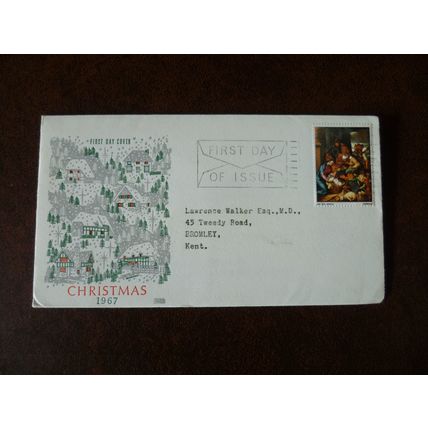 FIRST DAY COVER
FIRST DAY
OF ISSUE
Lawrence Walker Esq.,M.D.,
45 Tweedy Road,
BROMLEY,
Kent.
CHRISTMAS
1967